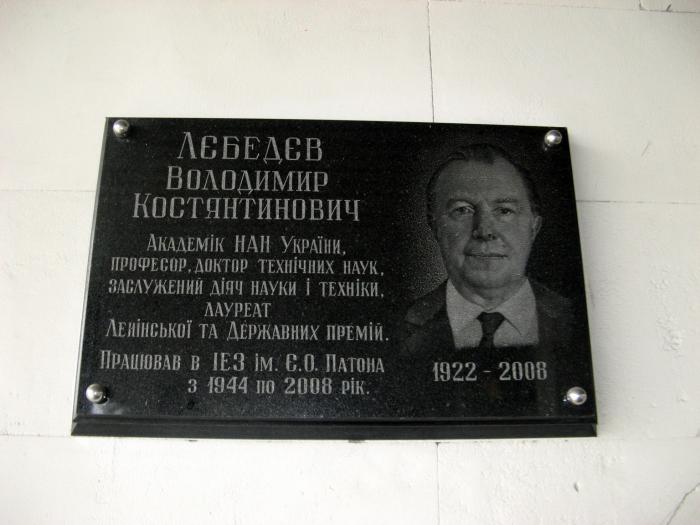 ЛЄБЕДЄВ
ВОЛОДИМИР
КОСТЯНТИНОВИЧ
АКАДЕМІК НАН УКРАЇНИ,
ПРОФЕСОР, ДОКТОР ТЕХНІЧНИХ НАУК,
ЗАСЛУЖЕНИЙ ДІЯЧ НАУКИ І ТЕХНІКИ,
ЛАУРЕАТ
ЛЕНІНСЬКОЇ ТА ДЕРЖАВНИХ ПРЕМІЙ.
ПРАЦЮВАВ В ІЕЗ ІМ. Є.О. ПАТОНА
З 1944 ПО 2008 РІК.
1922 - 2008